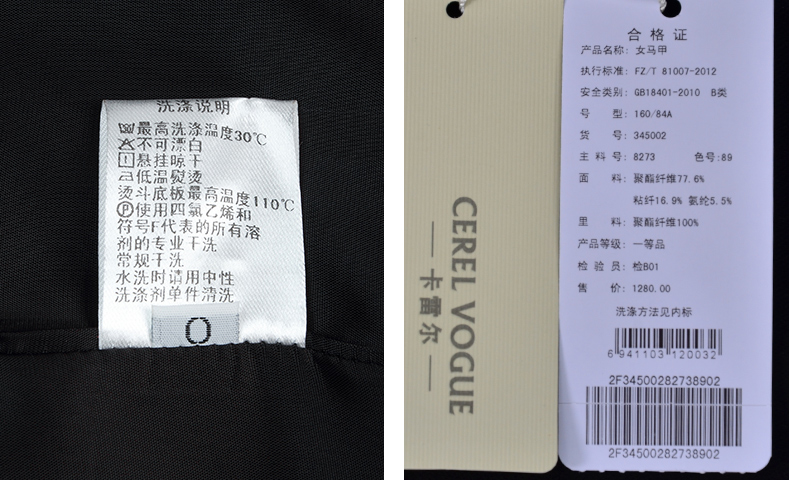 洗涤说明
最高洗涤温度30℃
不可漂白
悬挂晾干
低温熨烫
熨斗底板最高温度110℃
Ⓟ使用四氯乙烯和
符号F代表的所有溶
剂的专业干洗
常规干洗
水洗时请用中性
洗涤剂单件清洗
0
CEREL VOGUE
卡雷尔
合格证
产品名称：女马甲
执行标准：FZ/T 81007-2012
安全类别：GB18401-2010 B类
号 型：160/84A
货 号：345002
主料号：8273 色号：89
面 料：聚酯纤维77.6%
粘纤16.9% 氨纶5.5%
里 料：聚酯纤维100%
产品等级：一等品
检 验 员：检B01
售 价：1280.00
洗涤方法见内标
6 941103 120032
2F34500282738902
2F34500282738902